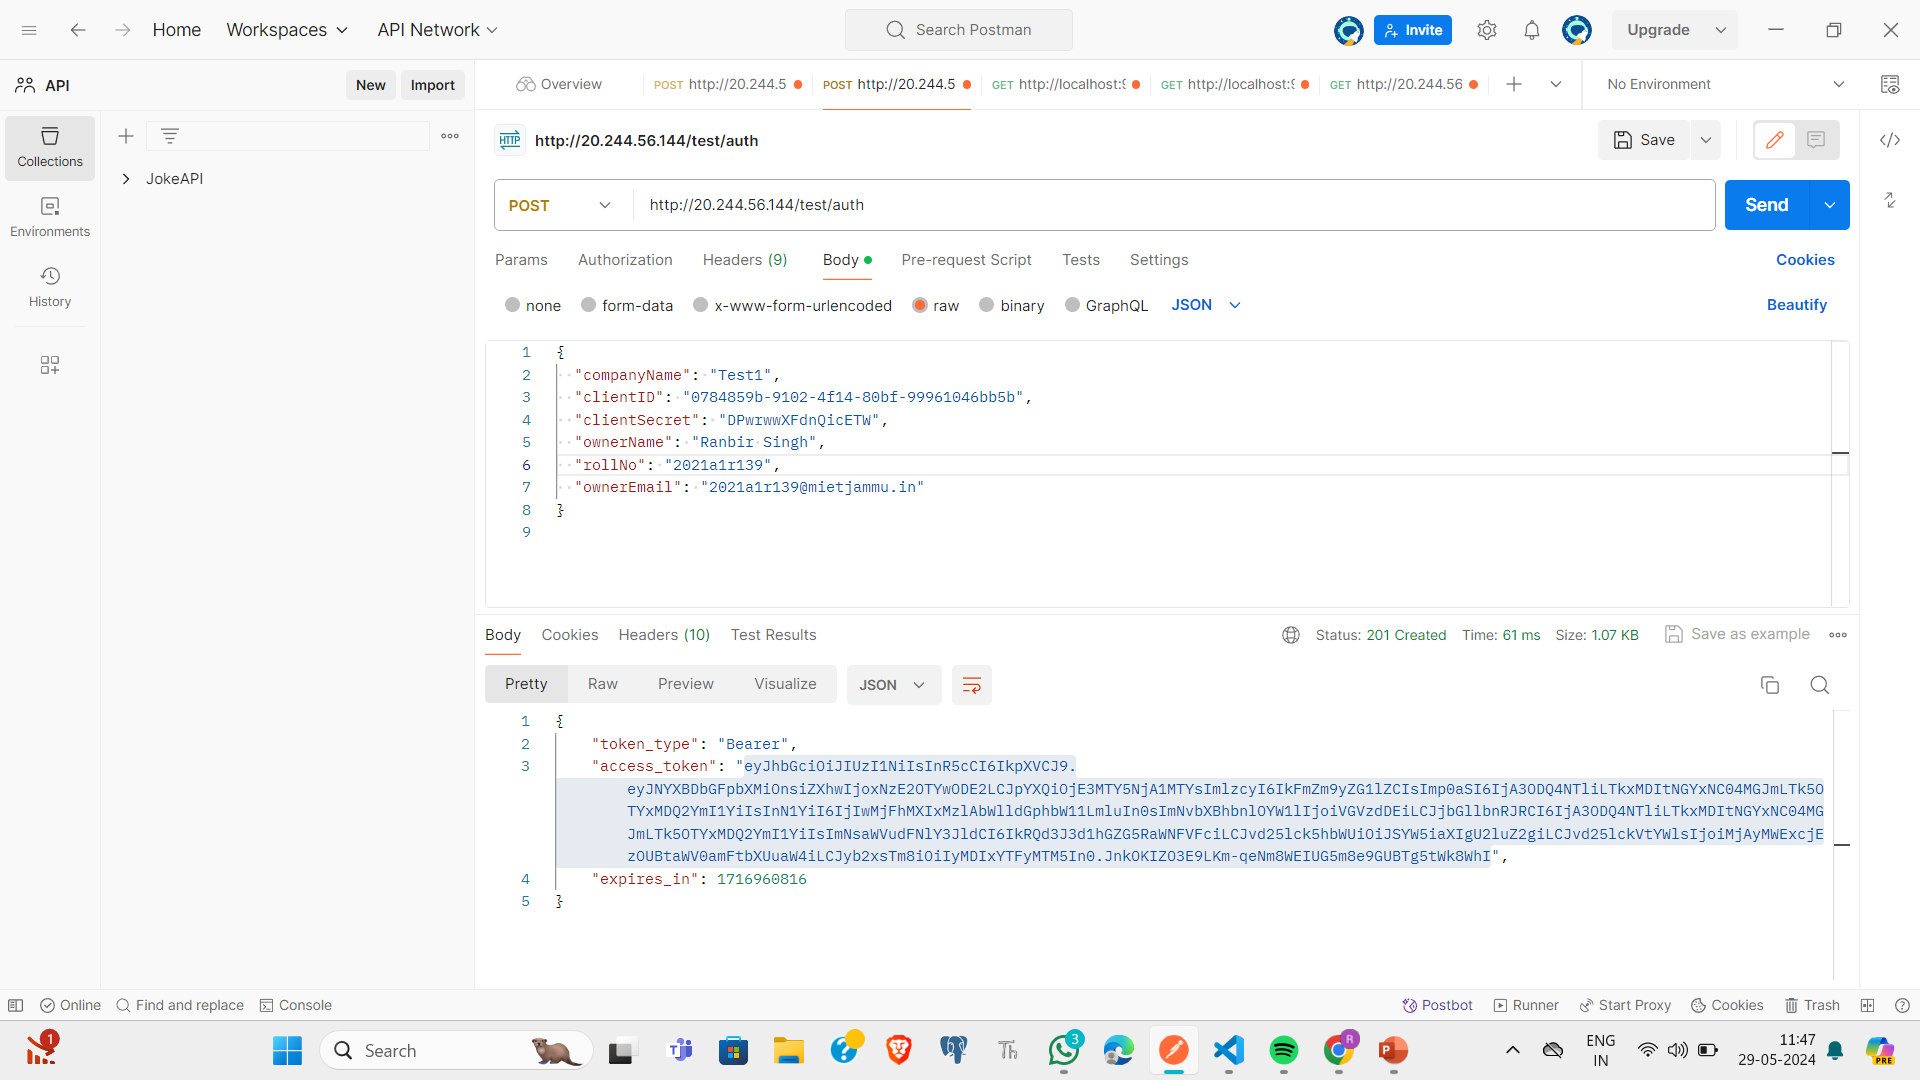 Home Workspaces API Network Search Postman Invite Upgrade
API New Import Overview POST http://20.244.5 POST http://20.244.5 GET http://localhost:9 GET http://localhost:9 GET http://20.244.56 No Environment
HTTP http://20.244.56.144/test/auth Save
Collections
JokeAPI
Environments
History
POST http://20.244.56.144/test/auth Send
Params Authorization Headers (9) Body Pre-request Script Tests Settings Cookies
none form-data x-www-form-urlencoded raw binary GraphQL JSON Beautify
1 {
2 "companyName": "Test1",
3 "clientID": "0784859b-9102-4f14-80bf-99961046bb5b",
4 "clientSecret": "DPwrwwXFdnQicETW",
5 "ownerName": "Ranbir Singh",
6 "rollNo": "2021a1r139",
7 "ownerEmail": "2021a1r139@mietjammu.in"
8 }
9
Body Cookies Headers (10) Test Results Status: 201 Created Time: 61 ms Size: 1.07 KB Save as example
Pretty Raw Preview Visualize JSON
1 {
2 "token_type": "Bearer",
3 "access_token": "eyJhbGciOiJIUzI1NiIsInR5cCI6IkpXVCJ9.
eyJNYXBDbGFpbXMiOnsiZXhwIjoxNzE2OTYwODE2LCJpYXQiOjE3MTY5NjA1MTYsImlzcyI6IkFmZm9yZG1lZCIsImp0aSI6IjA3ODQ4NTliLTkxMDItNGYxNC04MGJmLTk5O
TYxMDQ2YmI1YiIsInN1YiI6IjIwMjFhMXIxMzlAbWlldGphbW11LmluIn0sImNvbXBhbnlOYW1lIjoiVGVzdDEiLCJjbGllbnRJRCI6IjA3ODQ4NTliLTkxMDItNGYxNC04MG
JmLTk5OTYxMDQ2YmI1YiIsImNsaWVudFNlY3JldCI6IkRQd3J3d1hGZG5RaWNFVFciLCJvd25lck5hbWUiOiJSYW5iaXIgU2luZ2giLCJvd25lckVtYWlsIjoiMjAyMWExcjE
zOUBtaWV0amFtbXUuaW4iLCJyb2xsTm8iOiIyMDIxYTFyMTM5In0.JnkOKIZO3E9LKm-qeNm8WEIUG5m8e9GUBTg5tWk8WhI",
4 "expires_in": 1716960816
5 }
Online Find and replace Console Postbot Runner Start Proxy Cookies Trash
1 Search 3 R ENG 11:47
IN 29-05-2024 PRE